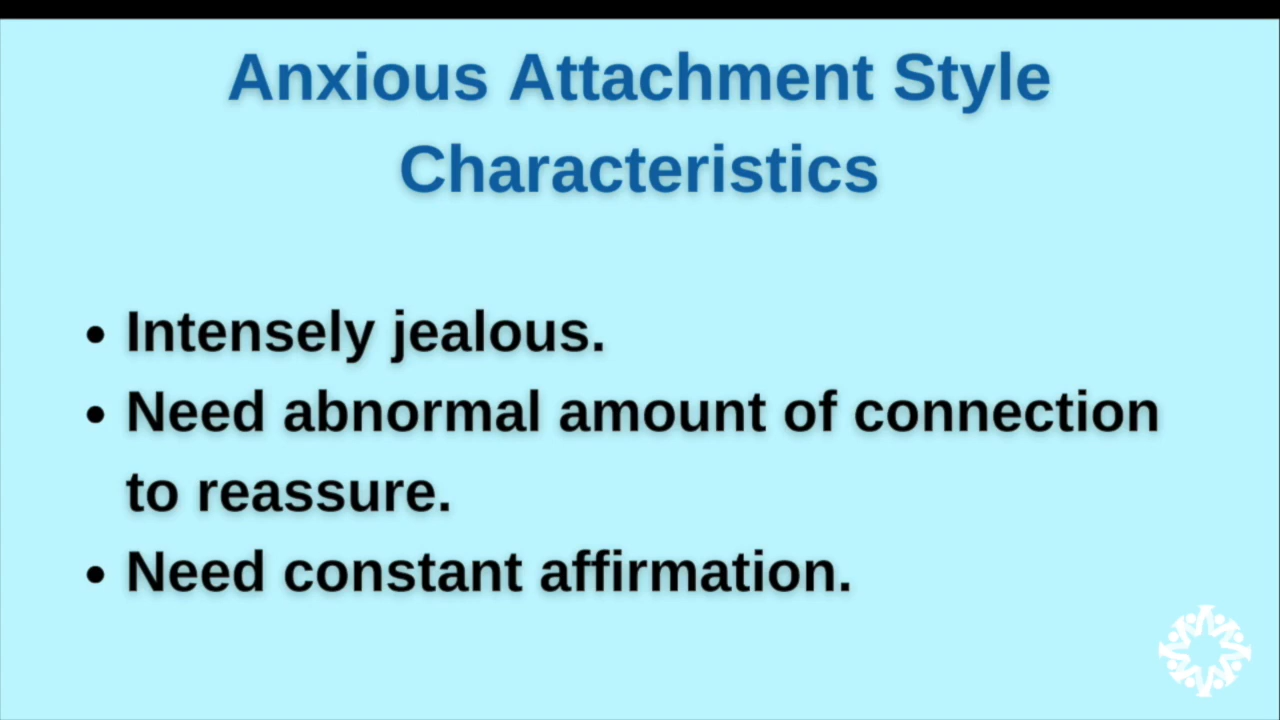 Anxious Attachment Style
Characteristics
• Intensely jealous.
• Need abnormal amount of connection
to reassure.
• Need constant affirmation.